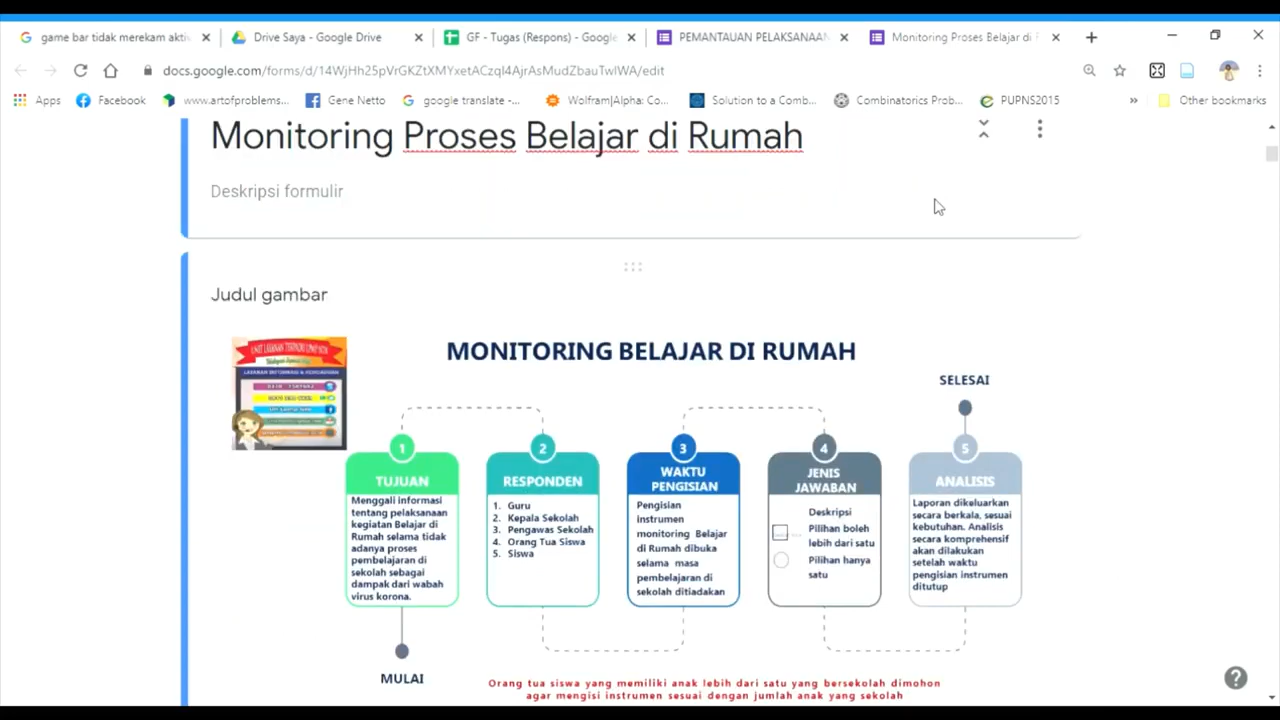 game bar tidak merekam akti
Drive Saya - Google Drive
GF - Tugas (Respons) - Google
PEMANTAUAN PELAKSANAAN
Monitoring Proses Belajar di R
docs.google.com/forms/d/14WjHh25pVrGKZtXMYxetACzqI4AjrAsMudZbauTwIWA/edit
Apps
Facebook
www.artofproblems...
Gene Netto
google translate -...
Wolfram|Alpha: Co...
Solution to a Comb...
Combinatorics Prob...
PUPNS2015
»
Other bookmarks
Monitoring Proses Belajar di Rumah
Deskripsi formulir
Judul gambar
MONITORING BELAJAR DI RUMAH
SELESAI
1
TUJUAN
Menggali informasi
tentang pelaksanaan
kegiatan Belajar di
Rumah selama tidak
adanya proses
pembelajaran di
sekolah sebagai
dampak dari wabah
virus korona.
MULAI
2
RESPONDEN
1. Guru
2. Kepala Sekolah
3. Pengawas Sekolah
4. Orang Tua Siswa
5. Siswa
3
WAKTU
PENGISIAN
Pengisian
instrumen
monitoring Belajar
di Rumah dibuka
selama masa
pembelajaran di
sekolah ditiadakan
4
JENIS
JAWABAN
Deskripsi
Pilihan boleh
lebih dari satu
Pilihan hanya
satu
5
ANALISIS
Laporan dikeluarkan
secara berkala, sesuai
kebutuhan. Analisis
secara komprehensif
akan dilakukan
setelah waktu
pengisian instrumen
ditutup
Orang tua siswa yang memiliki anak lebih dari satu yang bersekolah dimohon
agar mengisi instrumen sesuai dengan jumlah anak yang sekolah